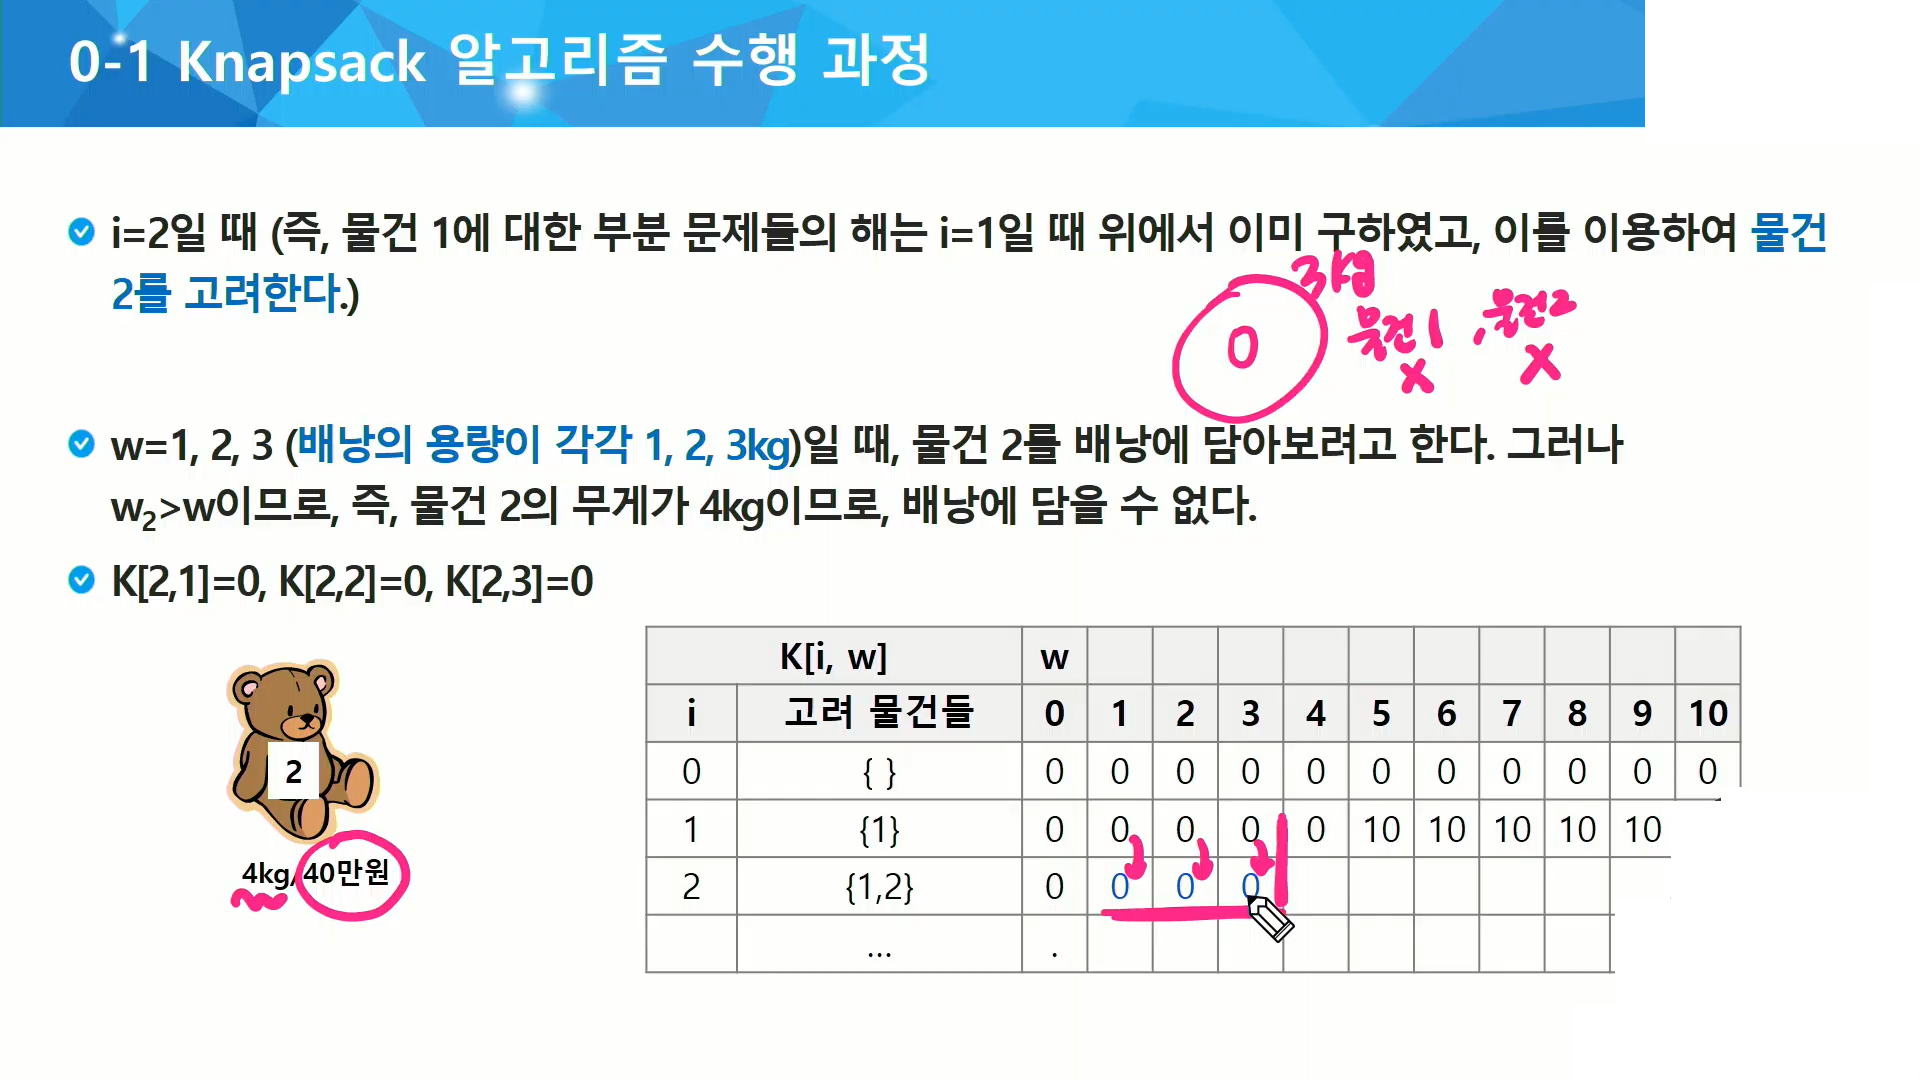 0-1 Knapsack 알고리즘 수행 과정
i=2일 때 (즉, 물건 1에 대한 부분 문제들의 해는 i=1일 때 위에서 이미 구하였고, 이를 이용하여 물건
2를 고려한다.)
0
물건1 , 물건2
X X
w=1, 2, 3 (배낭의 용량이 각각 1, 2, 3kg)일 때, 물건 2를 배낭에 담아보려고 한다. 그러나
w2>w이므로, 즉, 물건 2의 무게가 4kg이므로, 배낭에 담을 수 없다.
K[2,1]=0, K[2,2]=0, K[2,3]=0
2
4kg/40만원
K[i, w] w
i 고려 물건들 0 1 2 3 4 5 6 7 8 9 10
0 { } 0 0 0 0 0 0 0 0 0 0 0
1 {1} 0 0 0 0 0 10 10 10 10 10
2 {1,2} 0 0 0 0
... .